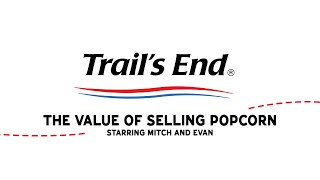 Trail's End®
THE VALUE OF SELLING POPCORN
STARRING MITCH AND EVAN